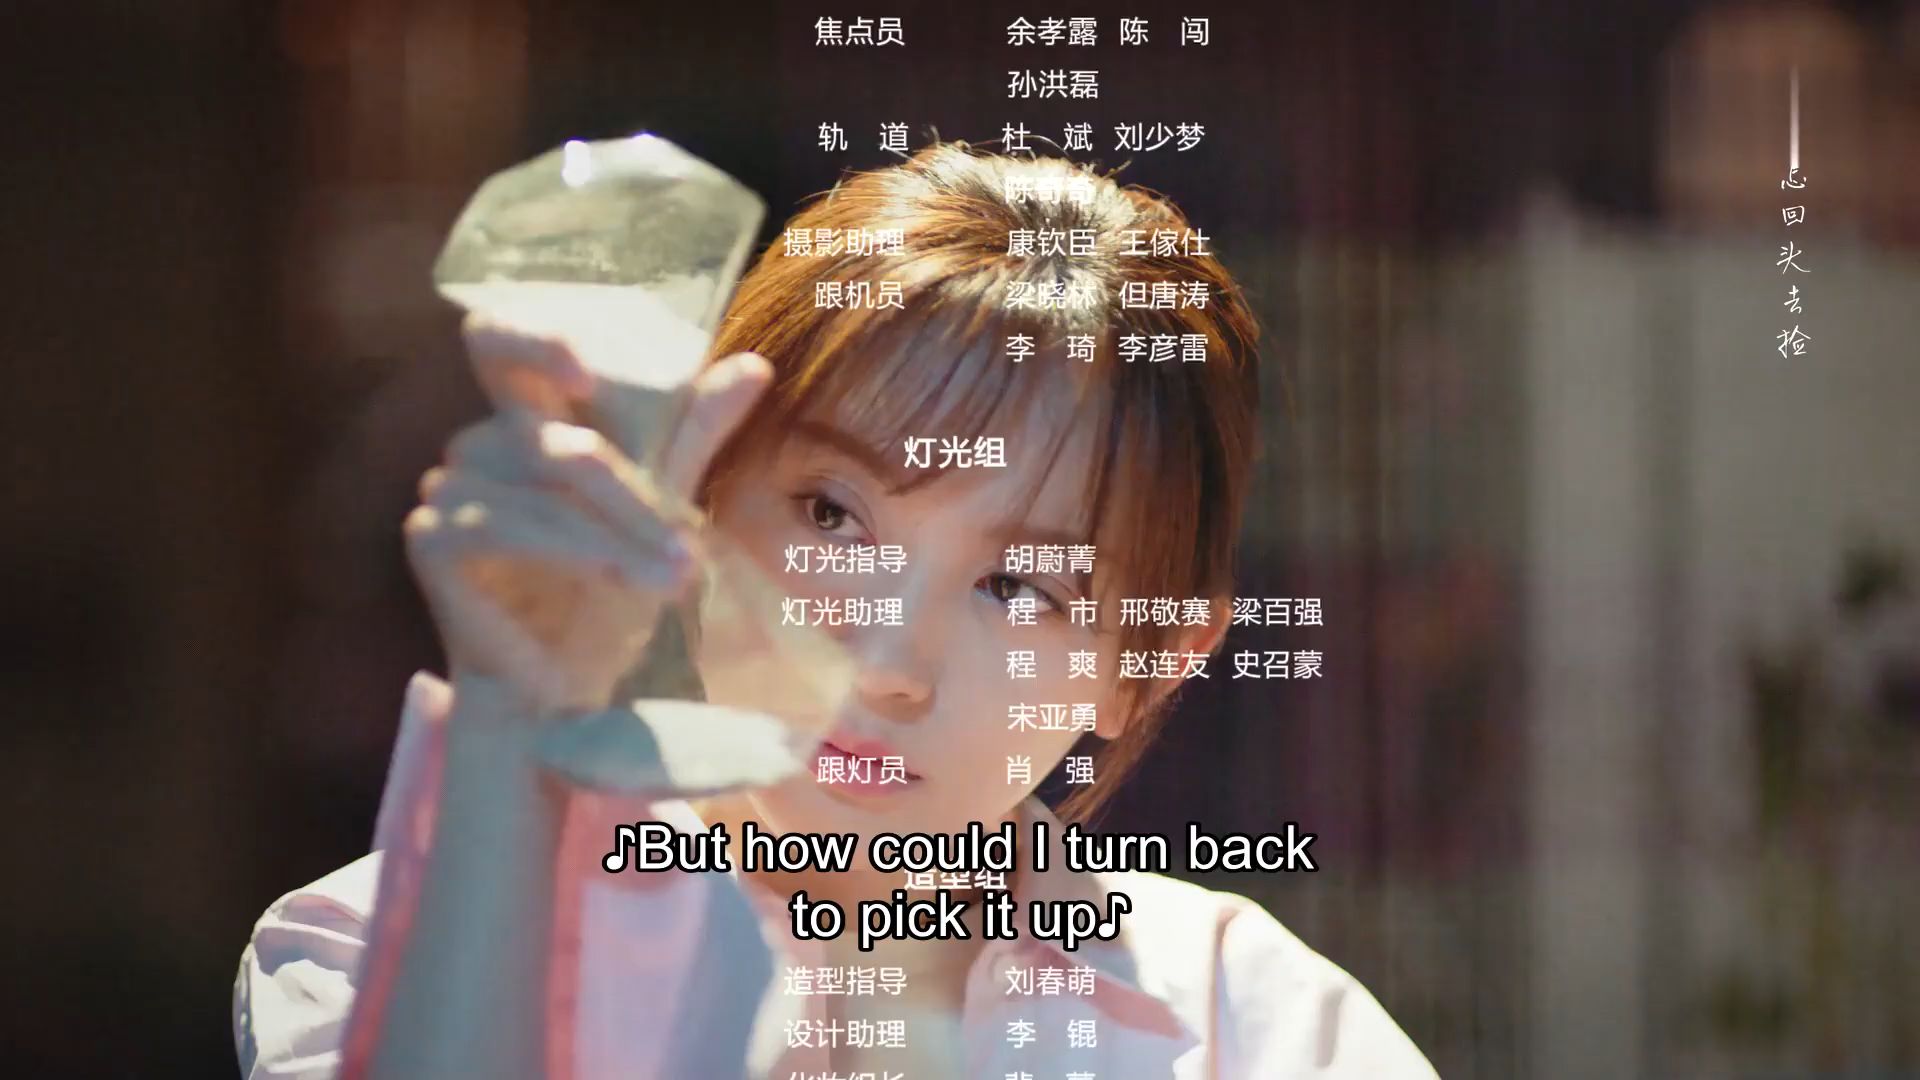 焦点员 余孝露 陈 闯
孙洪磊
轨 道 杜 斌 刘少梦
陈奇奇
摄影助理 康钦臣 王傢仕
跟机员 梁晓林 但唐涛
李 琦 李彦雷
灯光组
灯光指导 胡蔚菁
灯光助理 程 市 邢敬赛 梁百强
程 爽 赵连友 史召蒙
宋亚勇
跟灯员 肖 强
♪But how could I turn back
造型组
to pick it up♪
造型指导 刘春萌
设计助理 李 锟
回头去捡